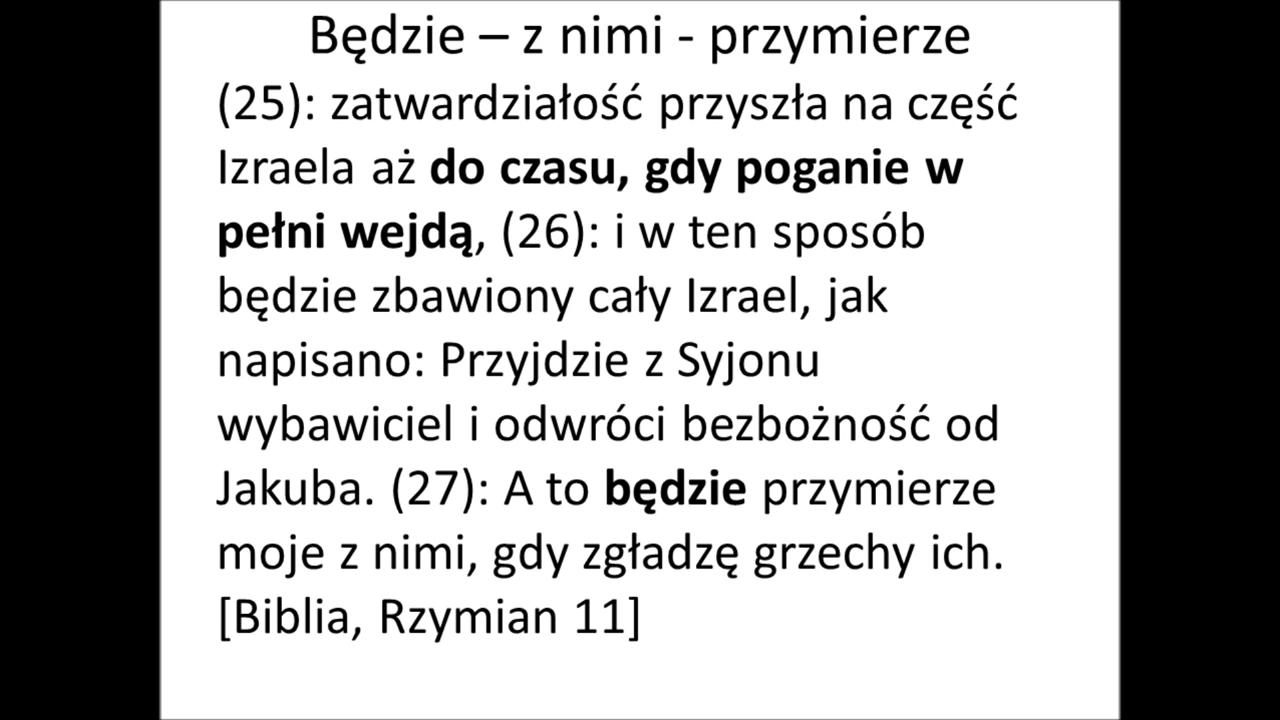 Będzie – z nimi - przymierze
(25): zatwardziałość przyszła na część
Izraela aż do czasu, gdy poganie w
pełni wejdą, (26): i w ten sposób
będzie zbawiony cały Izrael, jak
napisano: Przyjdzie z Syjonu
wybawiciel i odwróci bezbożność od
Jakuba. (27): A to będzie przymierze
moje z nimi, gdy zgładzę grzechy ich.
[Biblia, Rzymian 11]